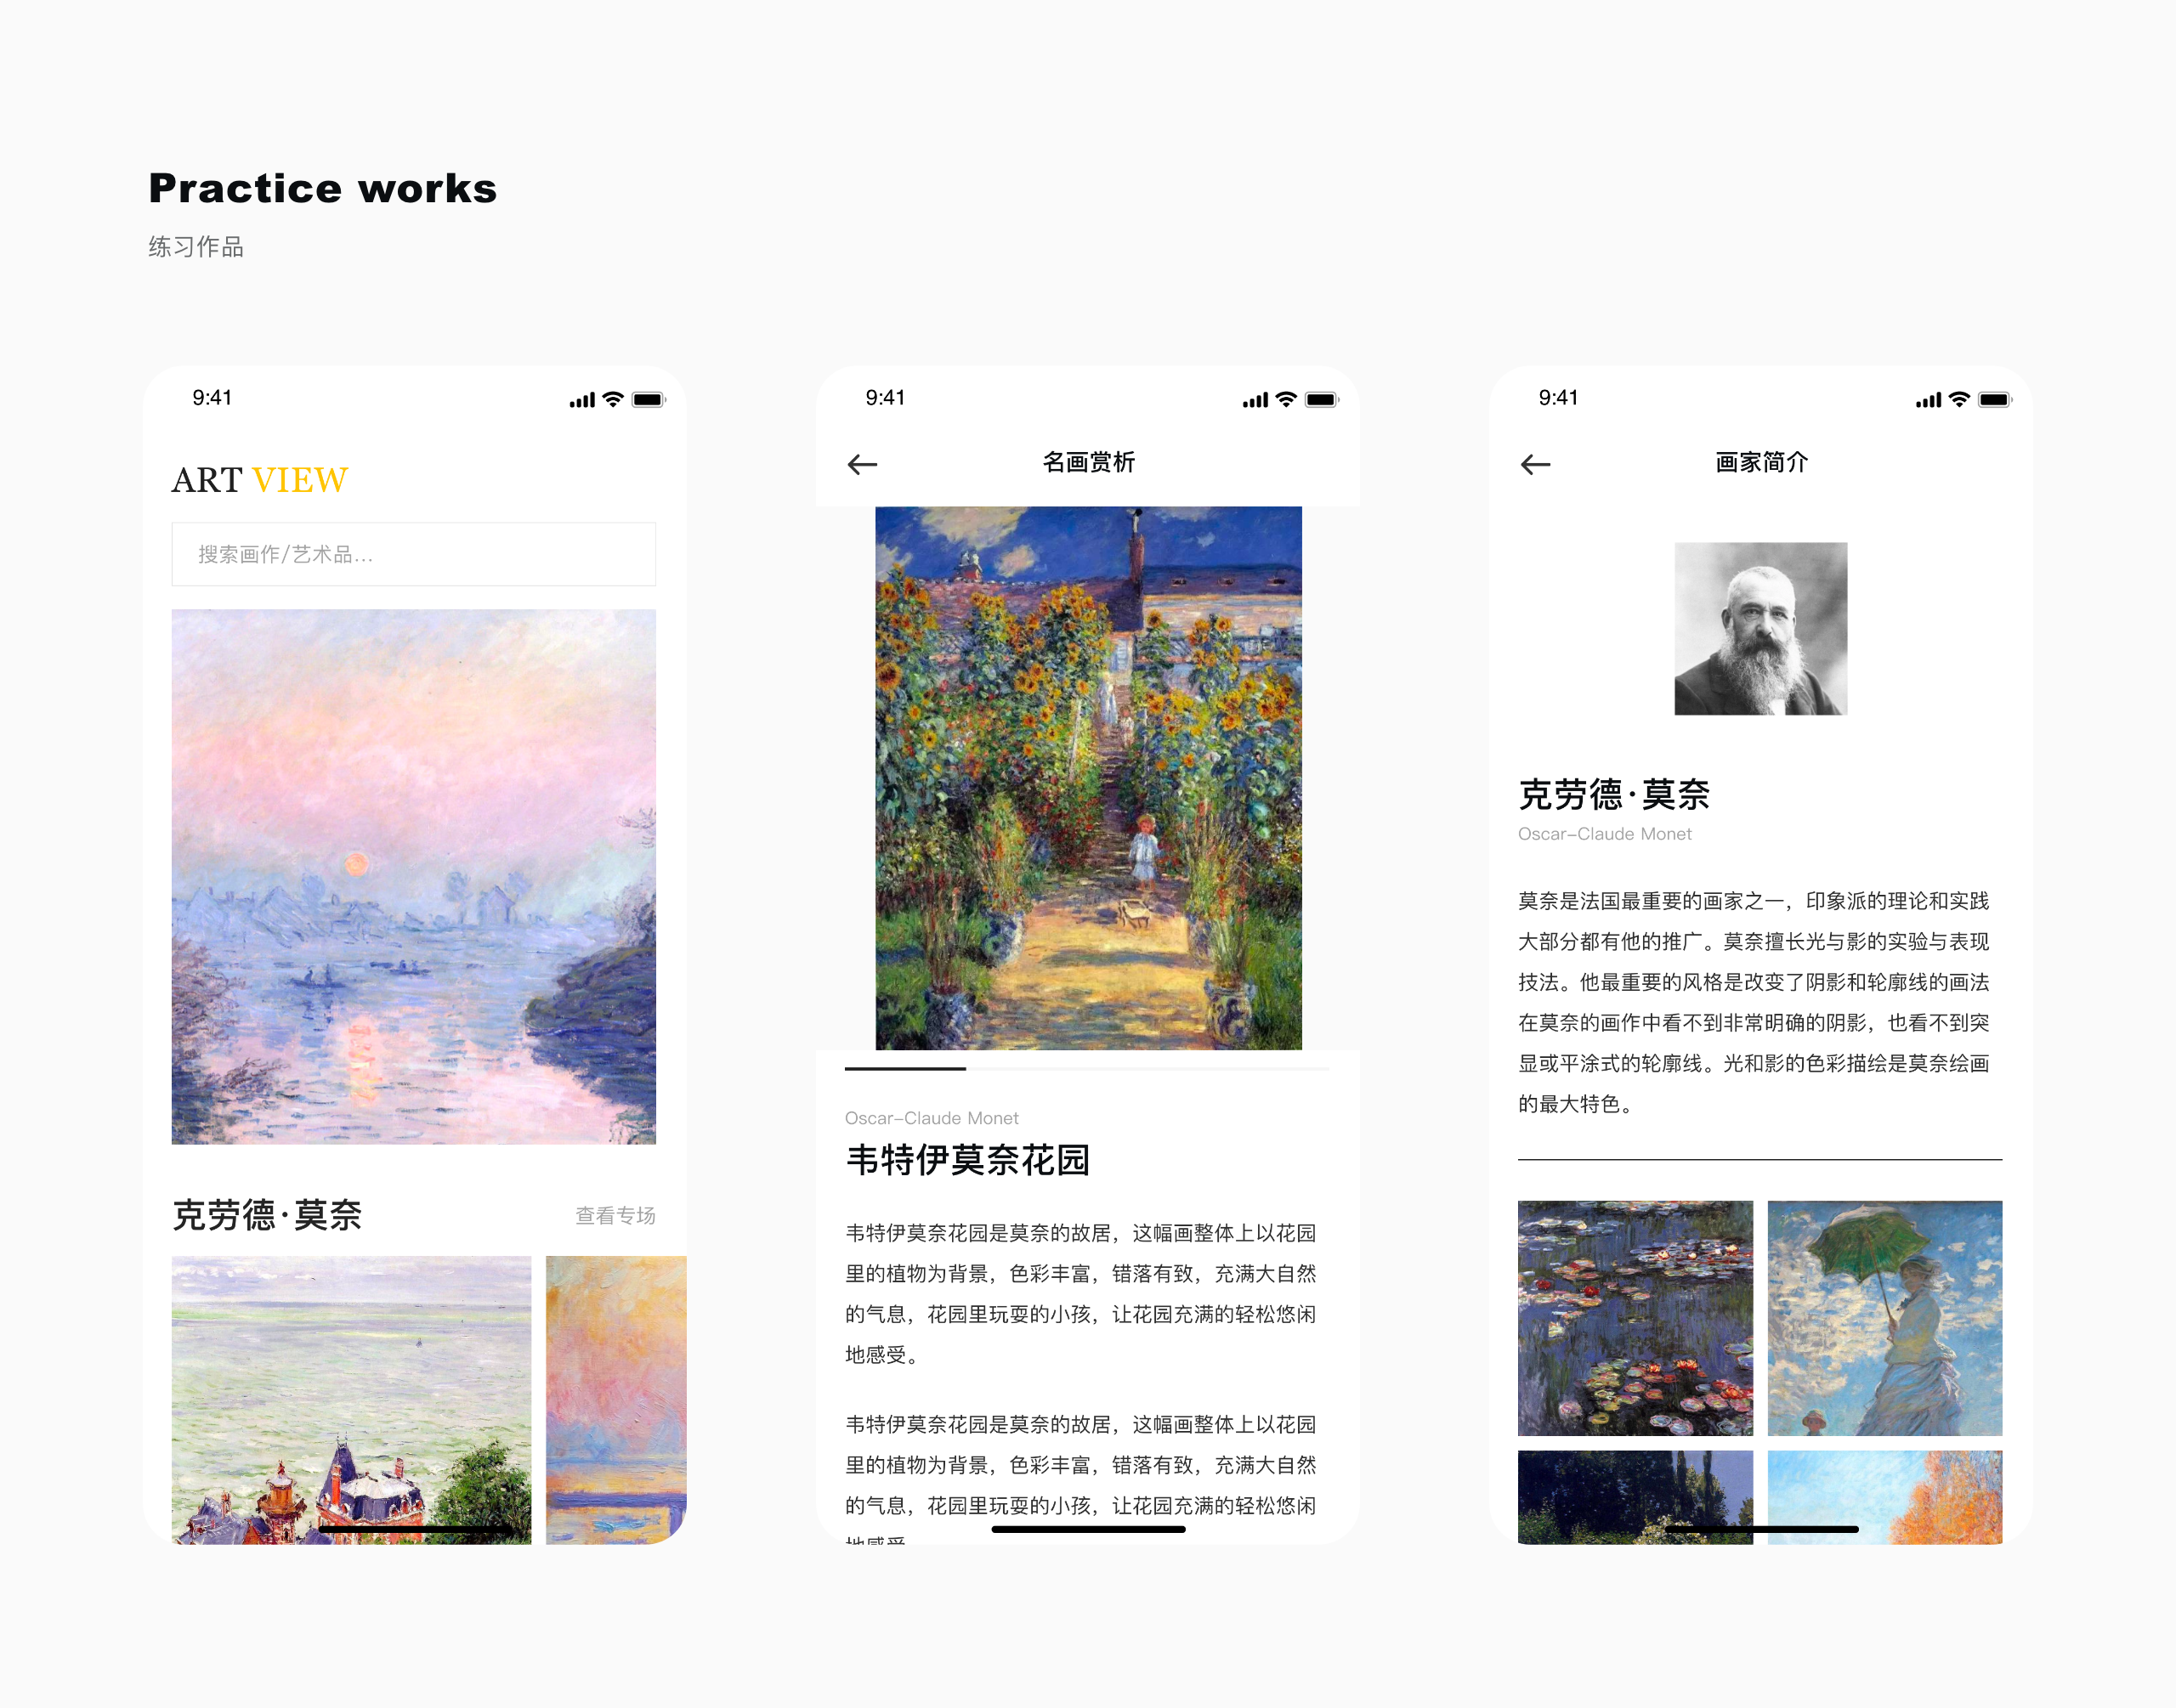 Practice works
练习作品
9:41
ART VIEW
搜索画作/艺术品...
克劳德·莫奈
查看专场
9:41
名画赏析
Oscar-Claude Monet
韦特伊莫奈花园
韦特伊莫奈花园是莫奈的故居，这幅画整体上以花园
里的植物为背景，色彩丰富，错落有致，充满大自然
的气息，花园里玩耍的小孩，让花园充满的轻松悠闲
地感受。
韦特伊莫奈花园是莫奈的故居，这幅画整体上以花园
里的植物为背景，色彩丰富，错落有致，充满大自然
的气息，花园里玩耍的小孩，让花园充满的轻松悠闲
地感受
9:41
画家简介
克劳德·莫奈
Oscar-Claude Monet
莫奈是法国最重要的画家之一，印象派的理论和实践
大部分都有他的推广。莫奈擅长光与影的实验与表现
技法。他最重要的风格是改变了阴影和轮廓线的画法
在莫奈的画作中看不到非常明确的阴影，也看不到突
显或平涂式的轮廓线。光和影的色彩描绘是莫奈绘画
的最大特色。